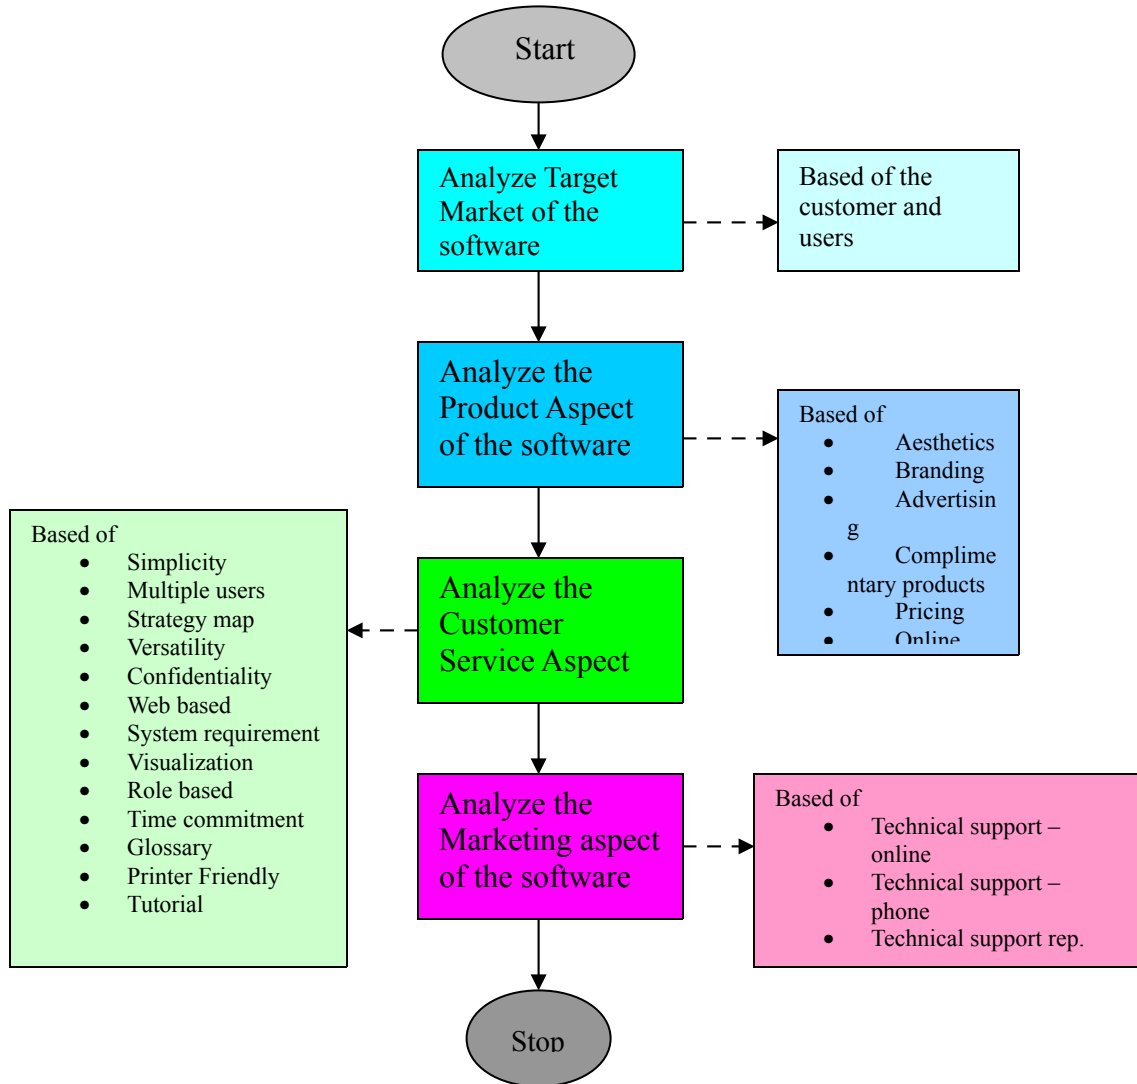 Start
Analyze Target
Market of the
software
Based of the
customer and
users
Analyze the
Product Aspect
of the software
Based of
• Aesthetics
• Branding
• Advertisin
g
• Complime
ntary products
• Pricing
• Online
Analyze the
Customer
Service Aspect
Based of
• Simplicity
• Multiple users
• Strategy map
• Versatility
• Confidentiality
• Web based
• System requirement
• Visualization
• Role based
• Time commitment
• Glossary
• Printer Friendly
• Tutorial
Analyze the
Marketing aspect
of the software
Based of
• Technical support –
online
• Technical support –
phone
• Technical support rep.
Stop